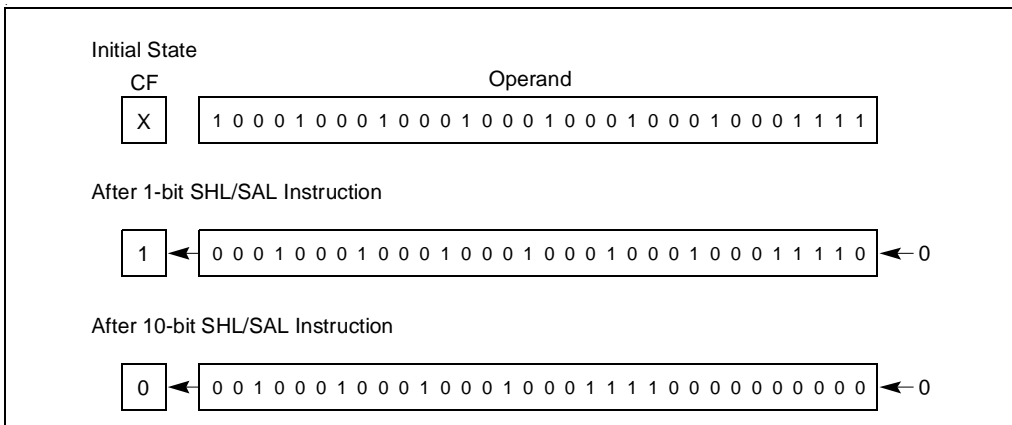 Initial State
CF Operand
X 1 0 0 0 1 0 0 0 1 0 0 0 1 0 0 0 1 0 0 0 1 0 0 0 1 0 0 0 1 1 1 1
After 1-bit SHL/SAL Instruction
1 0 0 0 1 0 0 0 1 0 0 0 1 0 0 0 1 0 0 0 1 0 0 0 1 0 0 0 1 1 1 1 0 0
After 10-bit SHL/SAL Instruction
0 0 0 1 0 0 0 1 0 0 0 1 0 0 0 1 0 0 0 1 1 1 1 0 0 0 0 0 0 0 0 0 0 0